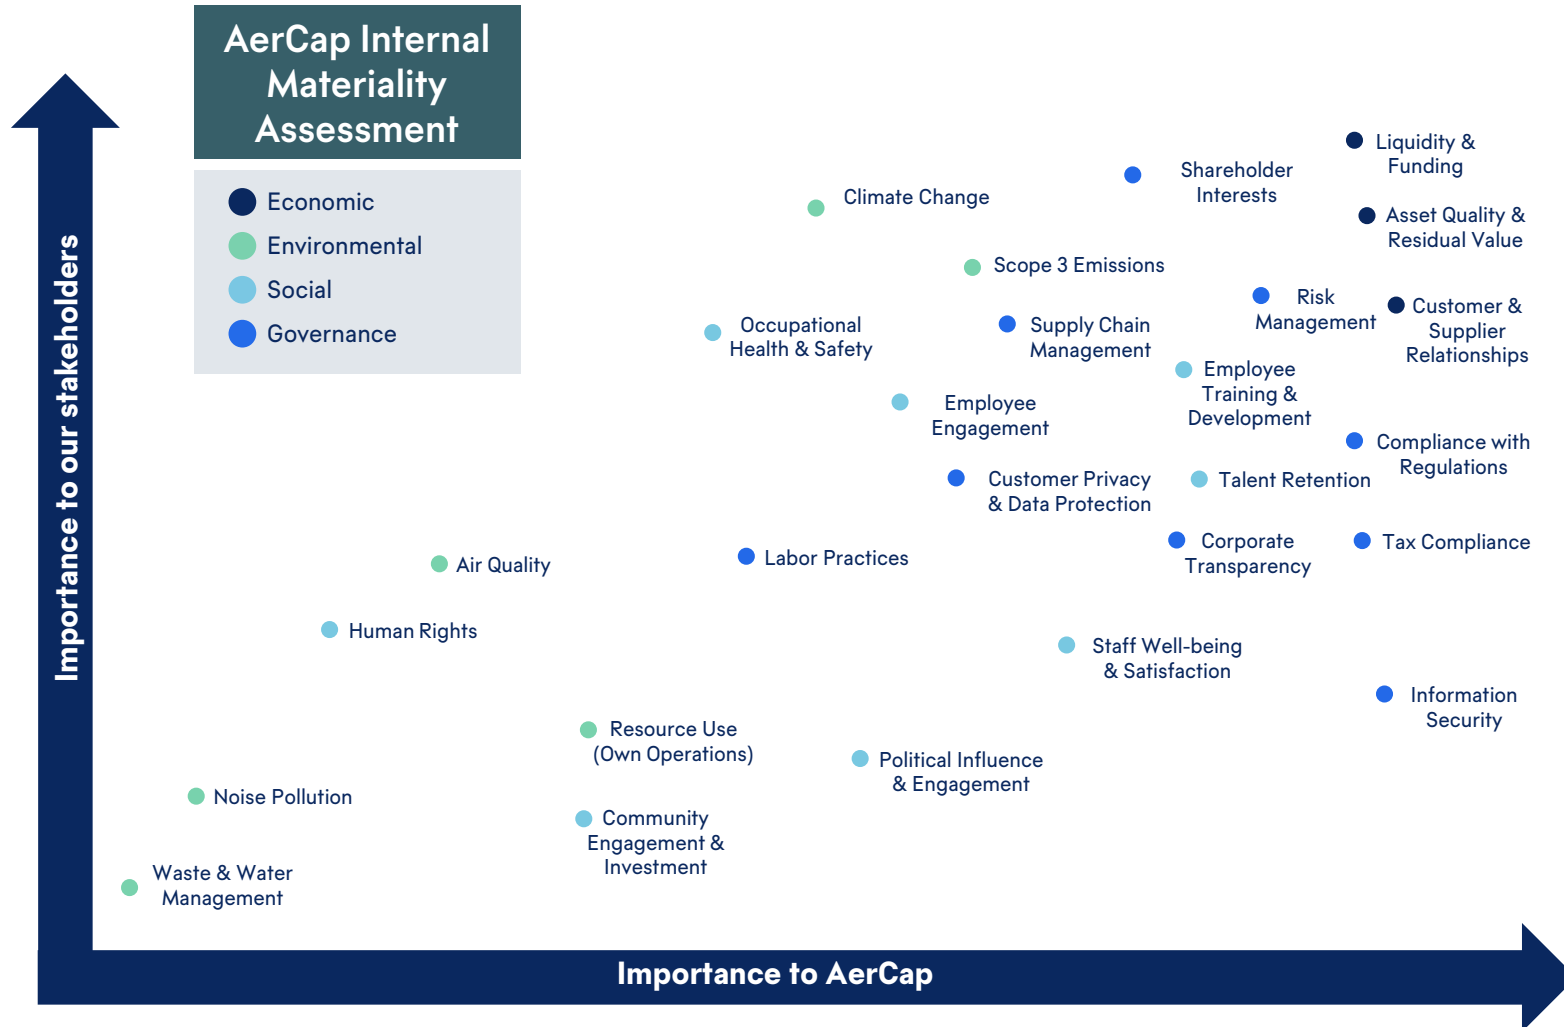 AerCap Internal
Materiality
Assessment
Economic
Environmental
Social
Governance
Importance to our stakeholders
Liquidity &
Funding
Shareholder
Interests
Climate Change
Asset Quality &
Residual Value
Scope 3 Emissions
Risk
Management
Customer &
Supplier
Relationships
Occupational
Health & Safety
Supply Chain
Management
Employee
Training &
Development
Employee
Engagement
Compliance with
Regulations
Customer Privacy
& Data Protection
Talent Retention
Corporate
Transparency
Tax Compliance
Labor Practices
Air Quality
Human Rights
Staff Well-being
& Satisfaction
Information
Security
Resource Use
(Own Operations)
Political Influence
& Engagement
Noise Pollution
Community
Engagement &
Investment
Waste & Water
Management
Importance to AerCap